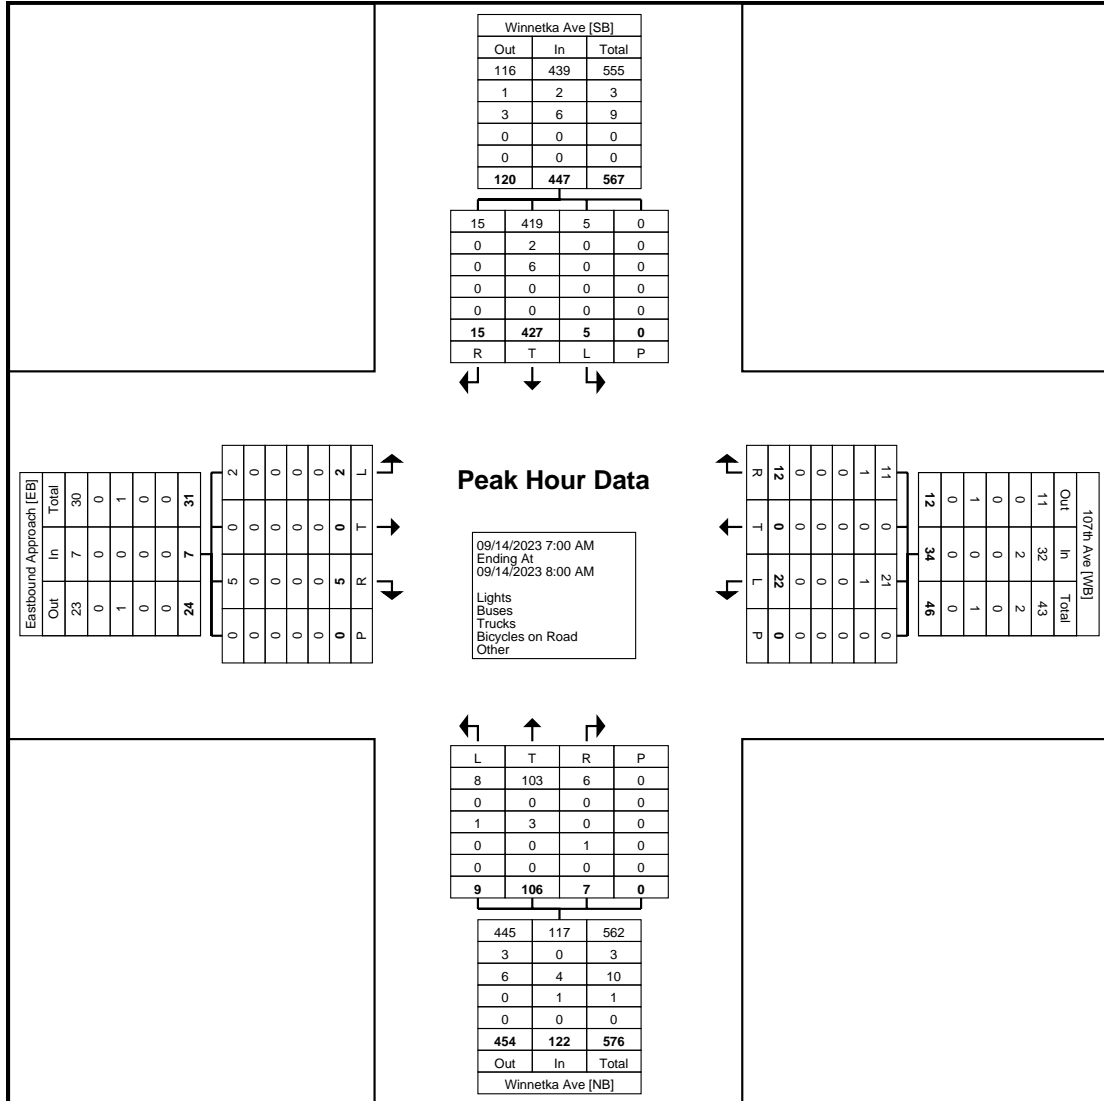 Winnetka Ave [SB]
Out In Total
116 439 555
1 2 3
3 6 9
0 0 0
0 0 0
120 447 567
15 419 5 0
0 2 0 0
0 6 0 0
0 0 0 0
0 0 0 0
15 427 5 0
R T L P
Eastbound Approach [EB]
Total 30 0 1 0 0 31
In 7 0 0 0 0 7
Out 23 0 1 0 0 24
2 0 0 0 0 0 2 L
0 0 0 0 0 0 0 T
5 0 0 0 0 0 5 R
0 0 0 0 0 0 0 P
Peak Hour Data
09/14/2023 7:00 AM
Ending At
09/14/2023 8:00 AM
Lights
Buses
Trucks
Bicycles on Road
Other
R 12 0 0 0 1 11
T 0 0 0 0 0 0
L 22 0 0 0 1 21
P 0 0 0 0 0 0
12 0 1 0 0 11 Out
34 0 0 0 2 32 In
46 0 1 0 2 43 Total
107th Ave [WB]
L T R P
8 103 6 0
0 0 0 0
1 3 0 0
0 0 1 0
0 0 0 0
9 106 7 0
445 117 562
3 0 3
6 4 10
0 1 1
0 0 0
454 122 576
Out In Total
Winnetka Ave [NB]